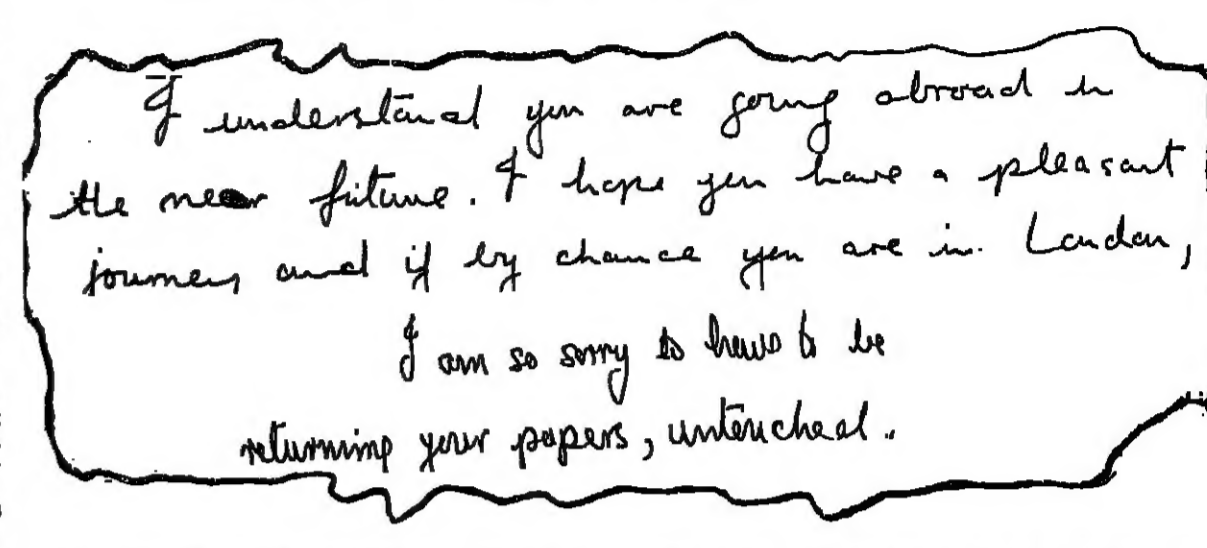 I understand you are going abroad in
the near future. I hope you have a pleasant
journey and if by chance you are in London,
I am so sorry to have to be
returning your papers, untouched.